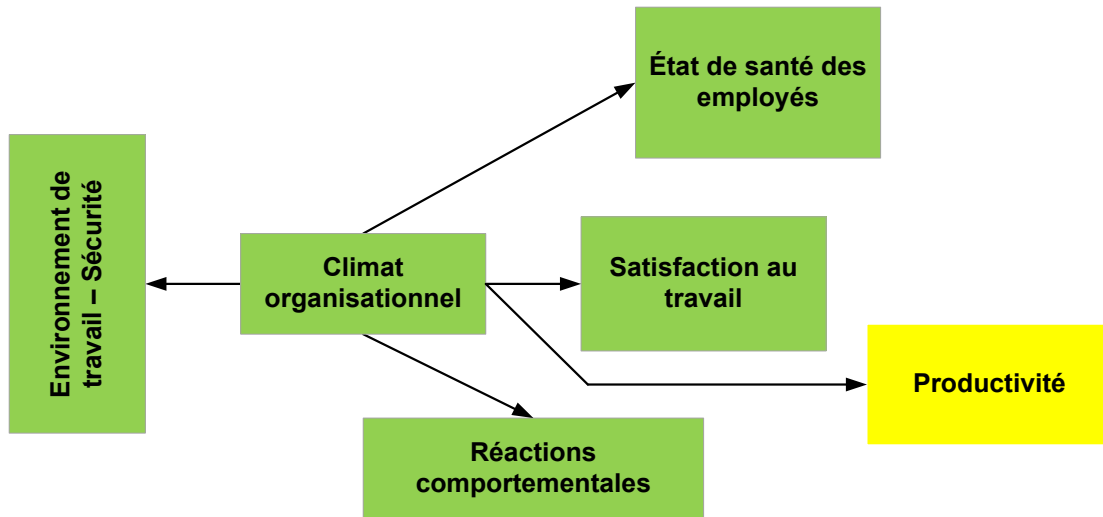 État de santé des
employés
Environnement de
travail – Sécurité
Climat
organisationnel
Satisfaction au
travail
Productivité
Réactions
comportementales